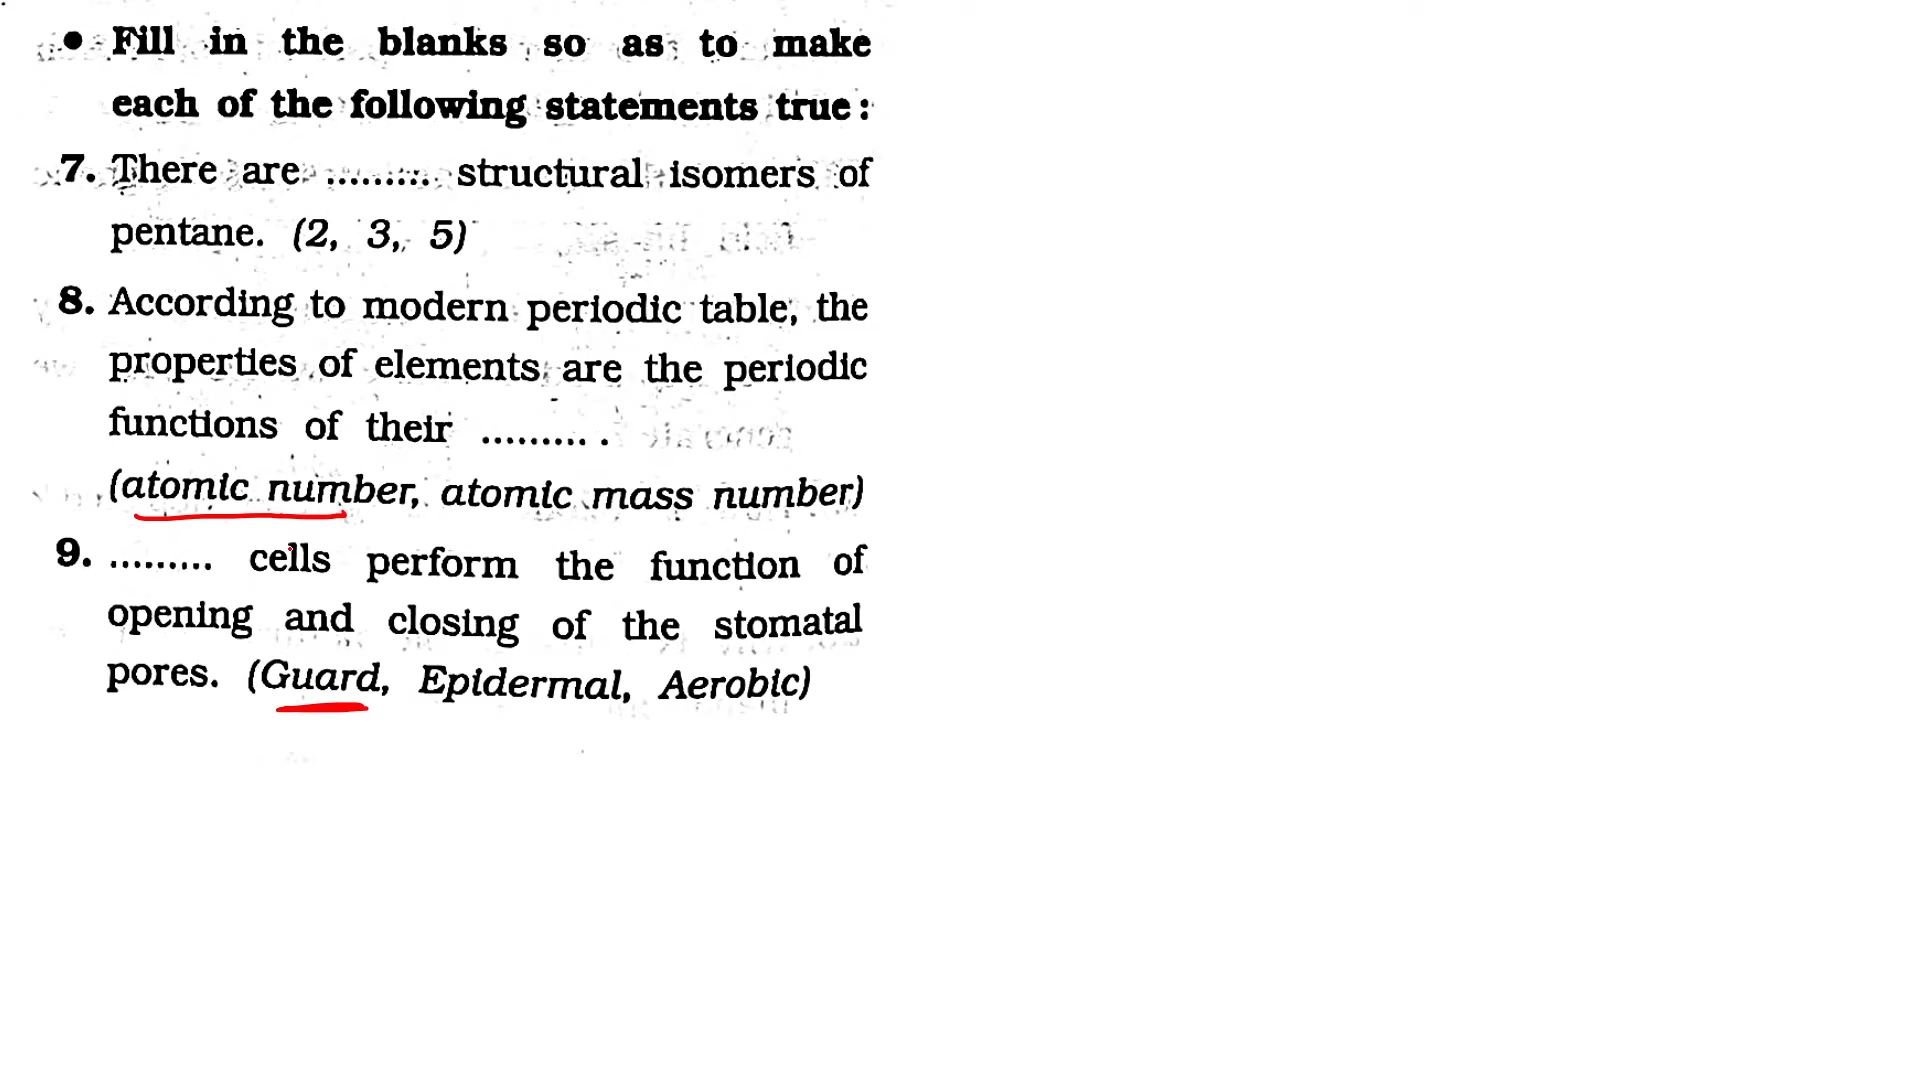 • Fill in the blanks so as to make
each of the following statements true:
7. There are .......... structural isomers of
pentane. (2, 3, 5)
8. According to modern periodic table, the
properties of elements are the periodic
functions of their .......... .
(atomic number, atomic mass number)
9. ......... cells perform the function of
opening and closing of the stomatal
pores. (Guard, Epidermal, Aerobic)